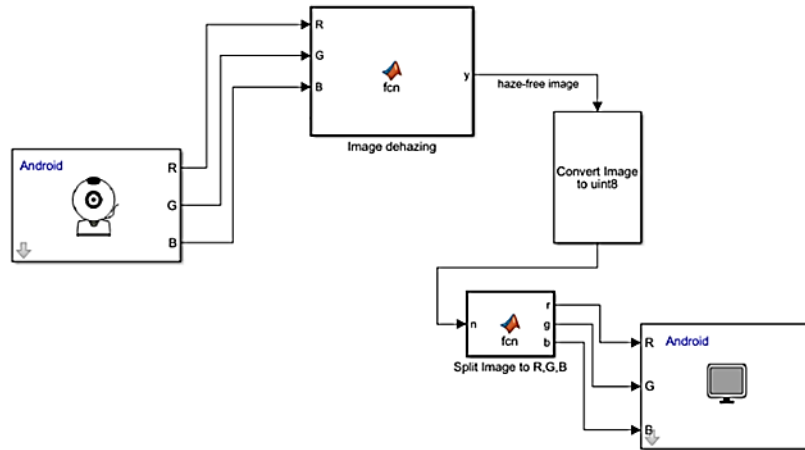 R
G
B
fcn
y
Image dehazing
haze-free image
Android
R
G
B
Convert Image
to uint8
n
fcn
r
g
b
Split Image to R,G,B
Android
R
G
B